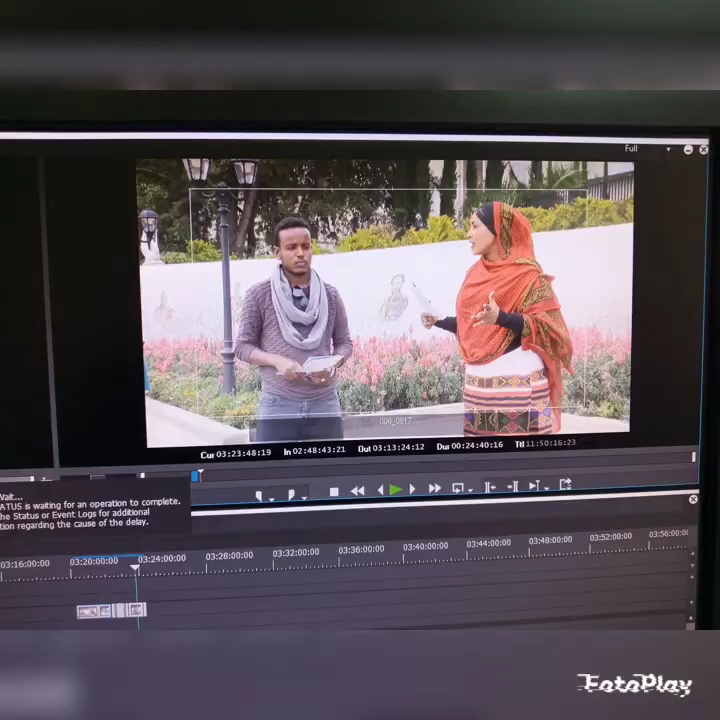 Full
008_0817
Cur 03:23:48:19 In 02:48:43:21 Out 03:13:24:12 Dur 00:24:40:16 Ttl 11:50:16:23
Wait...
ATUS is waiting for an operation to complete.
he Status or Event Logs for additional
tion regarding the cause of the delay.
03:16:00:00 03:20:00:00 03:24:00:00 03:28:00:00 03:32:00:00 03:36:00:00 03:40:00:00 03:44:00:00 03:48:00:00 03:52:00:00 03:56:00:00
FotoPlay